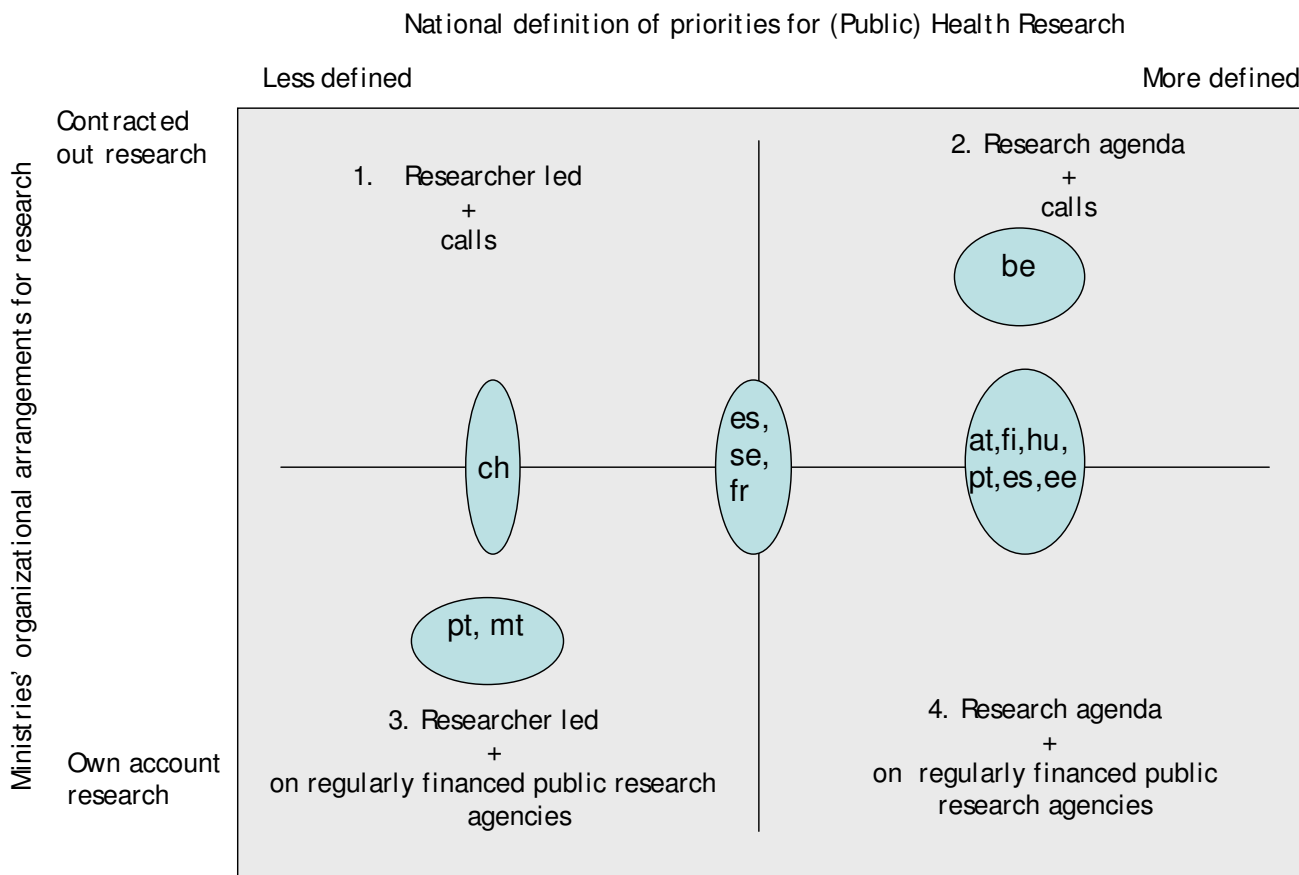 National definition of priorities for (Public) Health Research
Less defined
More defined
Ministries' organizational arrangements for research
Contracted
out research
1. Researcher led
+
calls
2. Research agenda
+
calls
be
ch
es,
se,
fr
at,fi,hu,
pt,es,ee
pt, mt
3. Researcher led
+
on regularly financed public research
agencies
4. Research agenda
+
on regularly financed public
research agencies
Own account
research